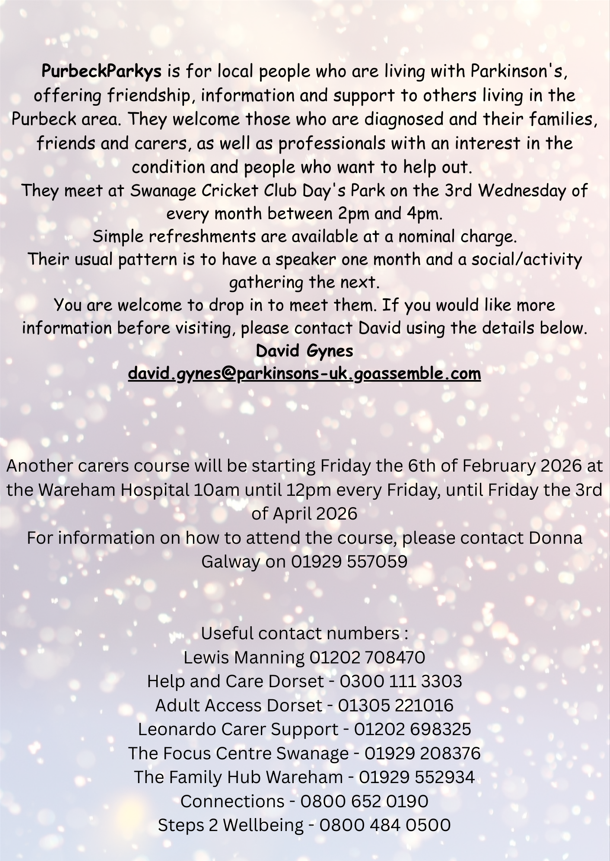 PurbeckParkys is for local people who are living with Parkinson's,
offering friendship, information and support to others living in the
Purbeck area. They welcome those who are diagnosed and their families,
friends and carers, as well as professionals with an interest in the
condition and people who want to help out.
They meet at Swanage Cricket Club Day's Park on the 3rd Wednesday of
every month between 2pm and 4pm.
Simple refreshments are available at a nominal charge.
Their usual pattern is to have a speaker one month and a social/activity
gathering the next.
You are welcome to drop in to meet them. If you would like more
information before visiting, please contact David using the details below.
David Gynes
david.gynes@parkinsons-uk.goassemble.com
Another carers course will be starting Friday the 6th of February 2026 at
the Wareham Hospital 10am until 12pm every Friday, until Friday the 3rd
of April 2026
For information on how to attend the course, please contact Donna
Galway on 01929 557059
Useful contact numbers :
Lewis Manning 01202 708470
Help and Care Dorset - 0300 111 3303
Adult Access Dorset - 01305 221016
Leonardo Carer Support - 01202 698325
The Focus Centre Swanage - 01929 208376
The Family Hub Wareham - 01929 552934
Connections - 0800 652 0190
Steps 2 Wellbeing - 0800 484 0500